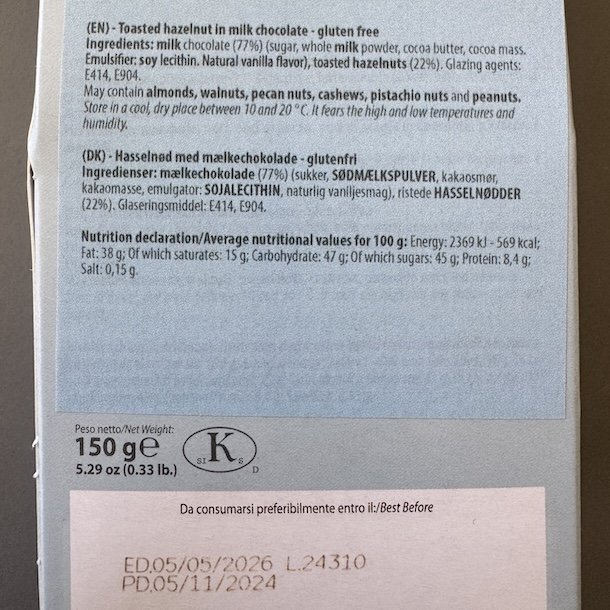 (EN) - Toasted hazelnut in milk chocolate - gluten free
Ingredients: milk chocolate (77%) (sugar, whole milk powder, cocoa butter, cocoa mass.
Emulsifier: soy lecithin. Natural vanilla flavor), toasted hazelnuts (22%). Glazing agents:
E414, E904.
May contain almonds, walnuts, pecan nuts, cashews, pistachio nuts and peanuts.
Store in a cool, dry place between 10 and 20 °C. It fears the high and low temperatures and
humidity.
(DK) - Hasselnød med mælkechokolade - glutenfri
Ingredienser: mælkechokolade (77%) (sukker, SØDMÆLKSPULVER, kakaosmør,
kakaomasse, emulgator: SOJALECITHIN, naturlig vaniljesmag), ristede HASSELNØDDER
(22%). Glaseringsmiddel: E414, E904.
Nutrition declaration/Average nutritional values for 100 g: Energy: 2369 kJ - 569 kcal;
Fat: 38 g; Of which saturates: 15 g; Carbohydrate: 47 g; Of which sugars: 45 g; Protein: 8,4 g;
Salt: 0,15 g.
Peso netto/Net Weight:
150 g℮
5.29 oz (0.33 lb.)
K
SI S
D
Da consumarsi preferibilmente entro il:/Best Before
ED.05/05/2026 L.24310
PD.05/11/2024